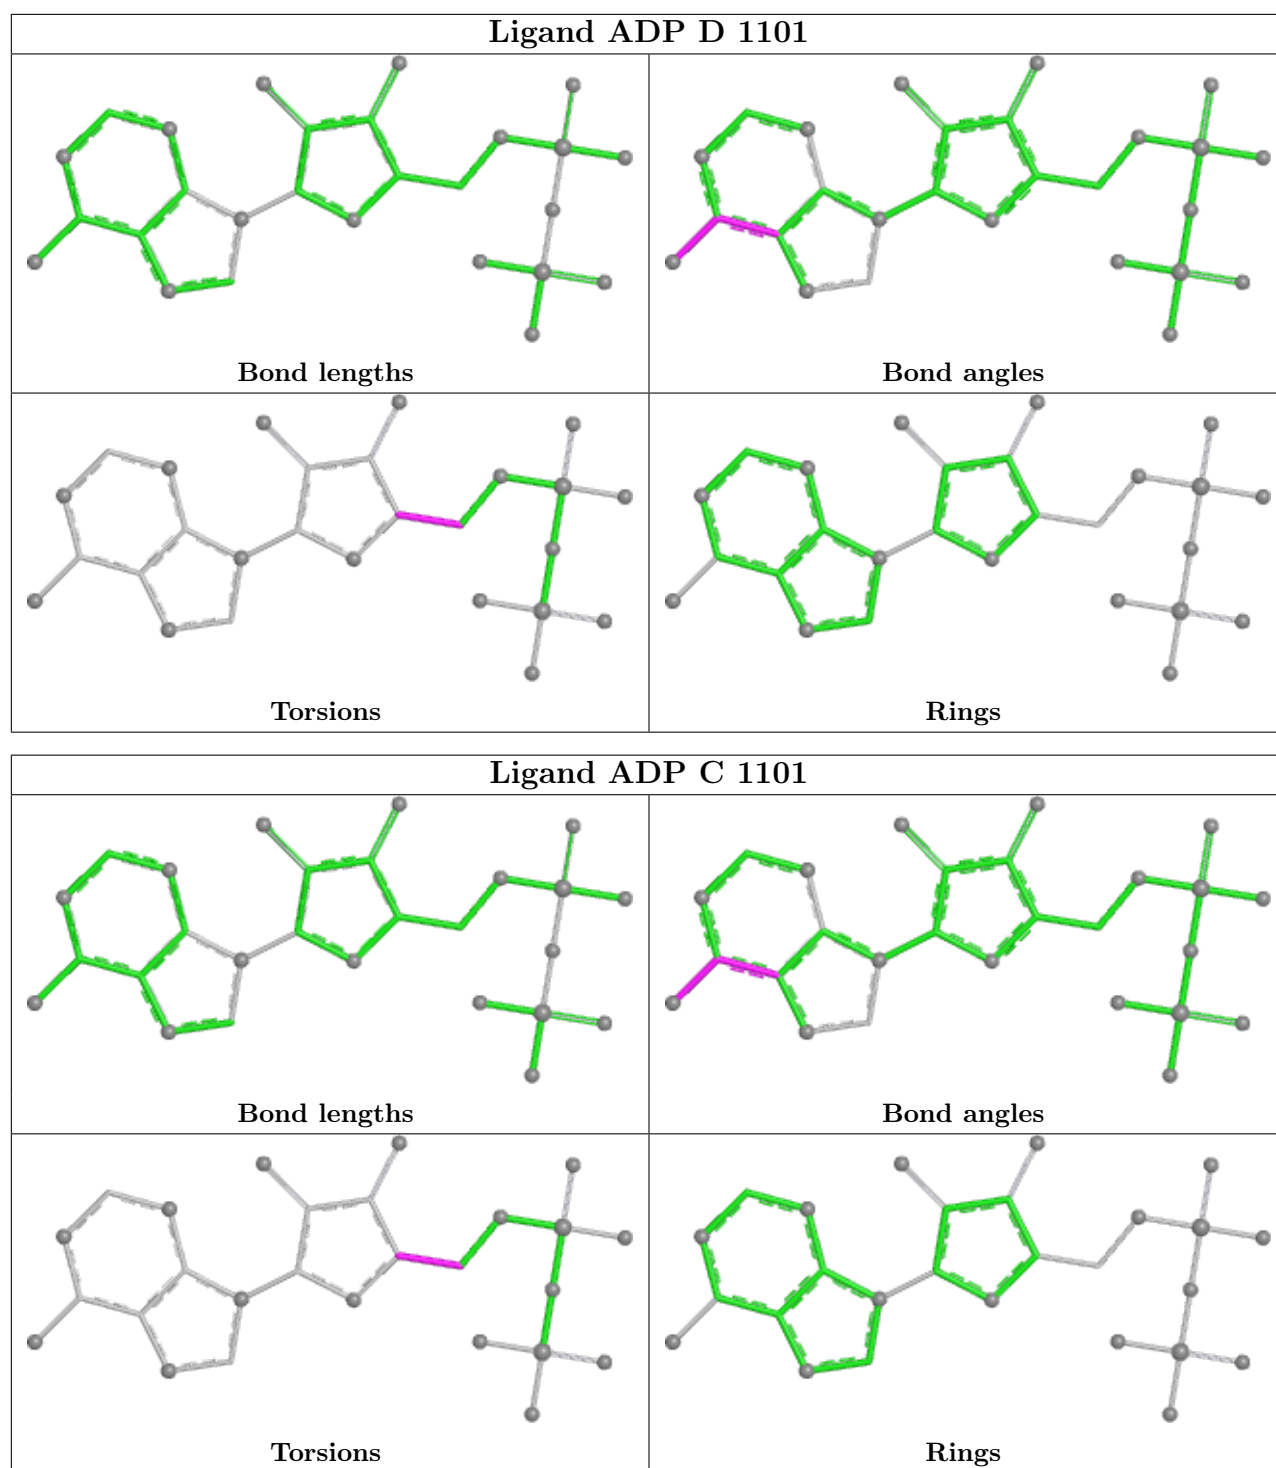 Ligand ADP D 1101
Bond lengths
Bond angles
Torsions
Rings
Ligand ADP C 1101
Bond lengths
Bond angles
Torsions
Rings